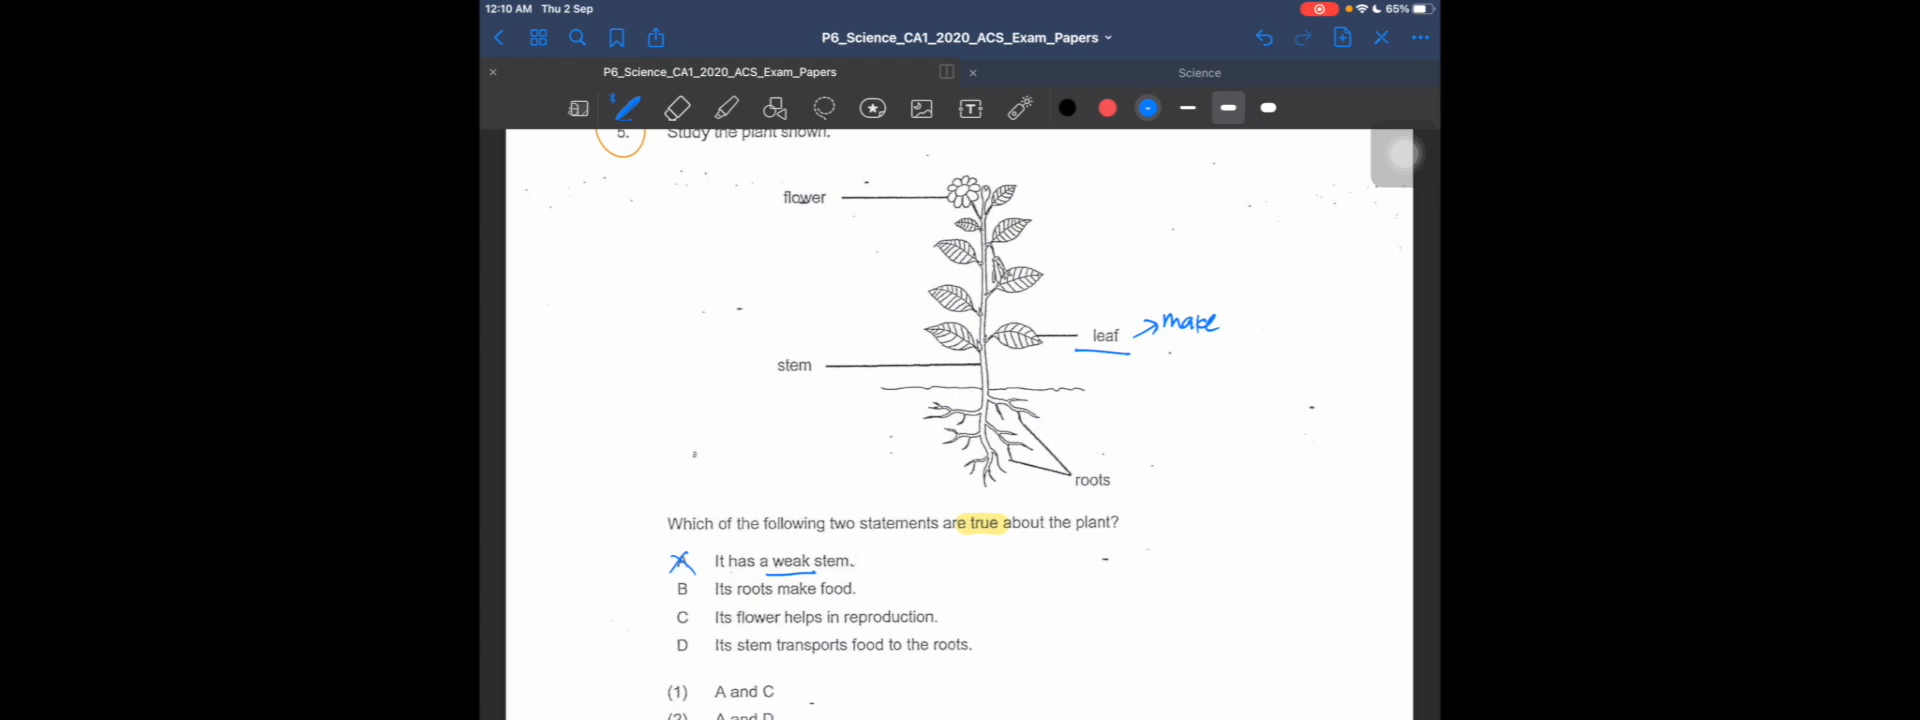 12:10 AM Thu 2 Sep
65%
P6_Science_CA1_2020_ACS_Exam_Papers
P6_Science_CA1_2020_ACS_Exam_Papers
Science
5. Study the plant shown.
flower
leaf
make
stem
roots
Which of the following two statements are true about the plant?
A It has a weak stem.
B Its roots make food.
C Its flower helps in reproduction.
D Its stem transports food to the roots.
(1) A and C
(2) A and D